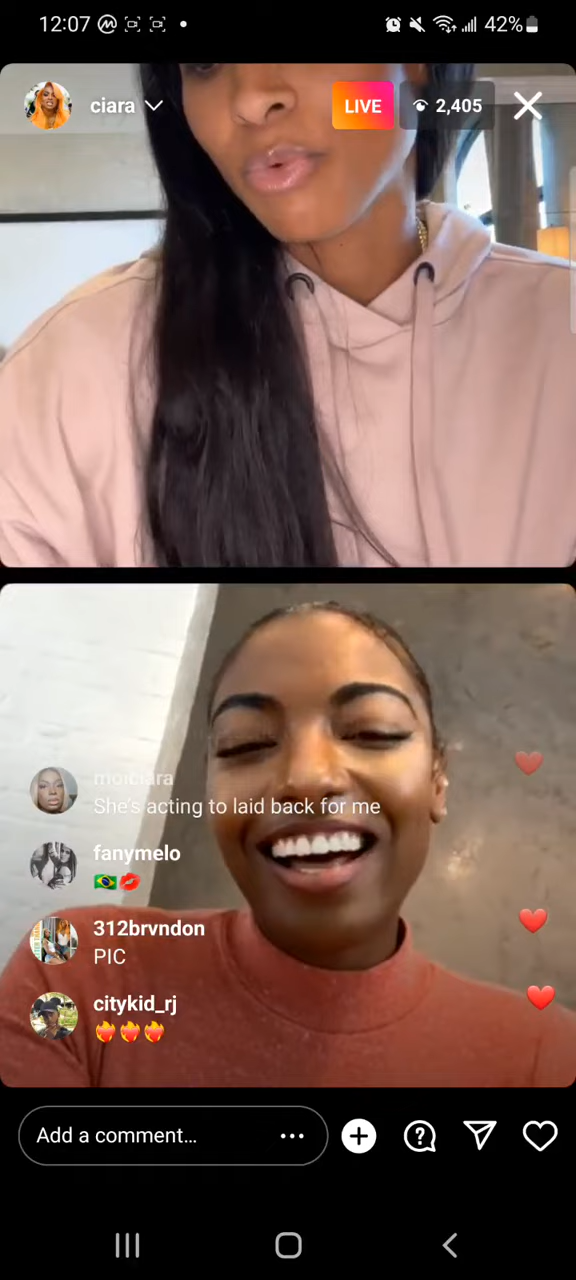 12:07 42%
ciara LIVE 2,405
moiciara
She's acting to laid back for me
fanymelo
🇧🇷💋
312brvndon
PIC
citykid_rj
❤️‍🔥❤️‍🔥❤️‍🔥
Add a comment...